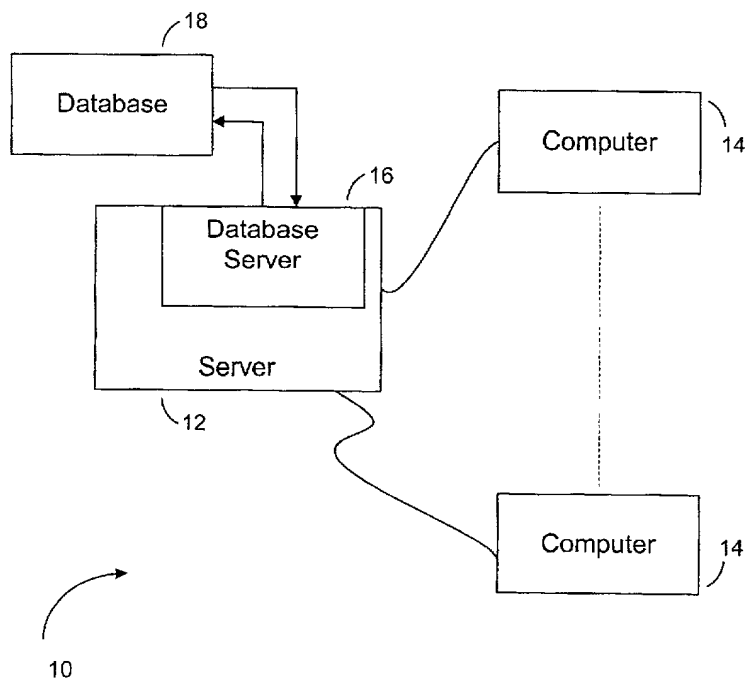 18
Database
Computer
14
16
Database
Server
Server
12
Computer
14
10